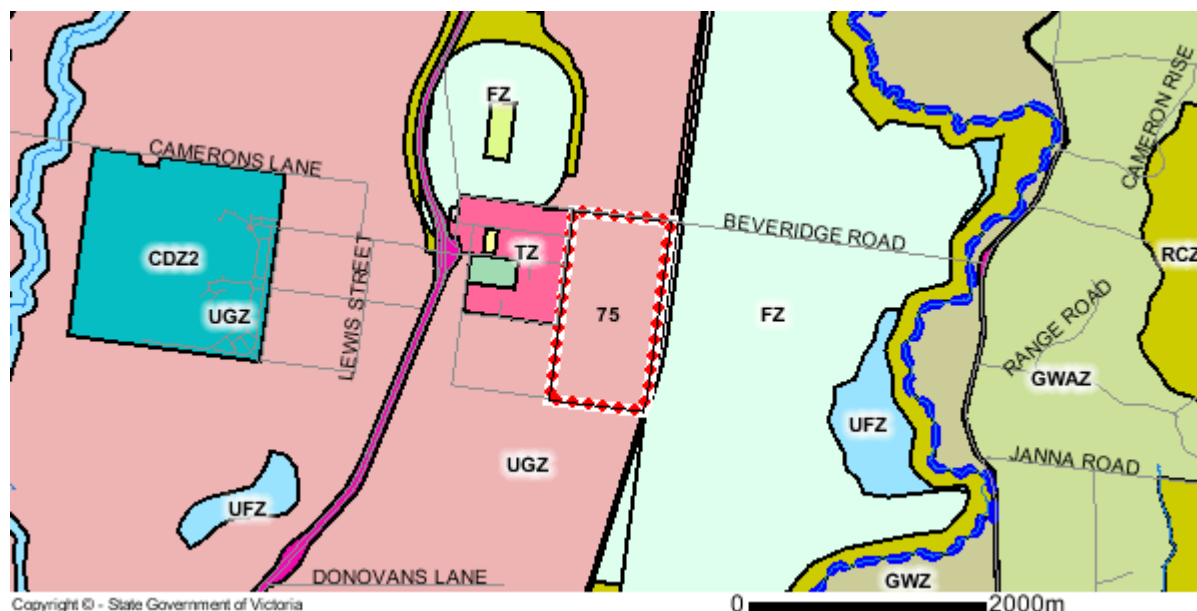 FZ
CAMERONS LANE
CAMERON RISE
BEVERIDGE ROAD
CDZ2
TZ
RCZ
LEWIS STREET
UGZ
75
FZ
RANGE ROAD
GWAZ
UFZ
UGZ
JANNA ROAD
UFZ
DONOVANS LANE
GWZ
Copyright © - State Government of Victoria
0 2000m